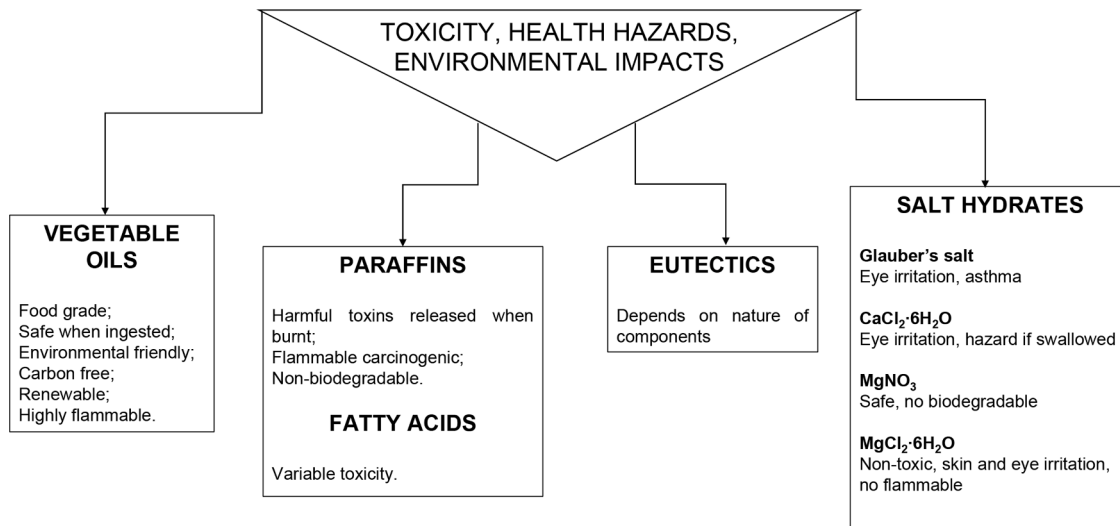 TOXICITY, HEALTH HAZARDS,
ENVIRONMENTAL IMPACTS
VEGETABLE
OILS
Food grade;
Safe when ingested;
Environmental friendly;
Carbon free;
Renewable;
Highly flammable.
PARAFFINS
Harmful toxins released when
burnt;
Flammable carcinogenic;
Non-biodegradable.
FATTY ACIDS
Variable toxicity.
EUTECTICS
Depends on nature of
components
SALT HYDRATES
Glauber’s salt
Eye irritation, asthma
CaCl₂·6H₂O
Eye irritation, hazard if swallowed
MgNO₃
Safe, no biodegradable
MgCl₂·6H₂O
Non-toxic, skin and eye irritation,
no flammable